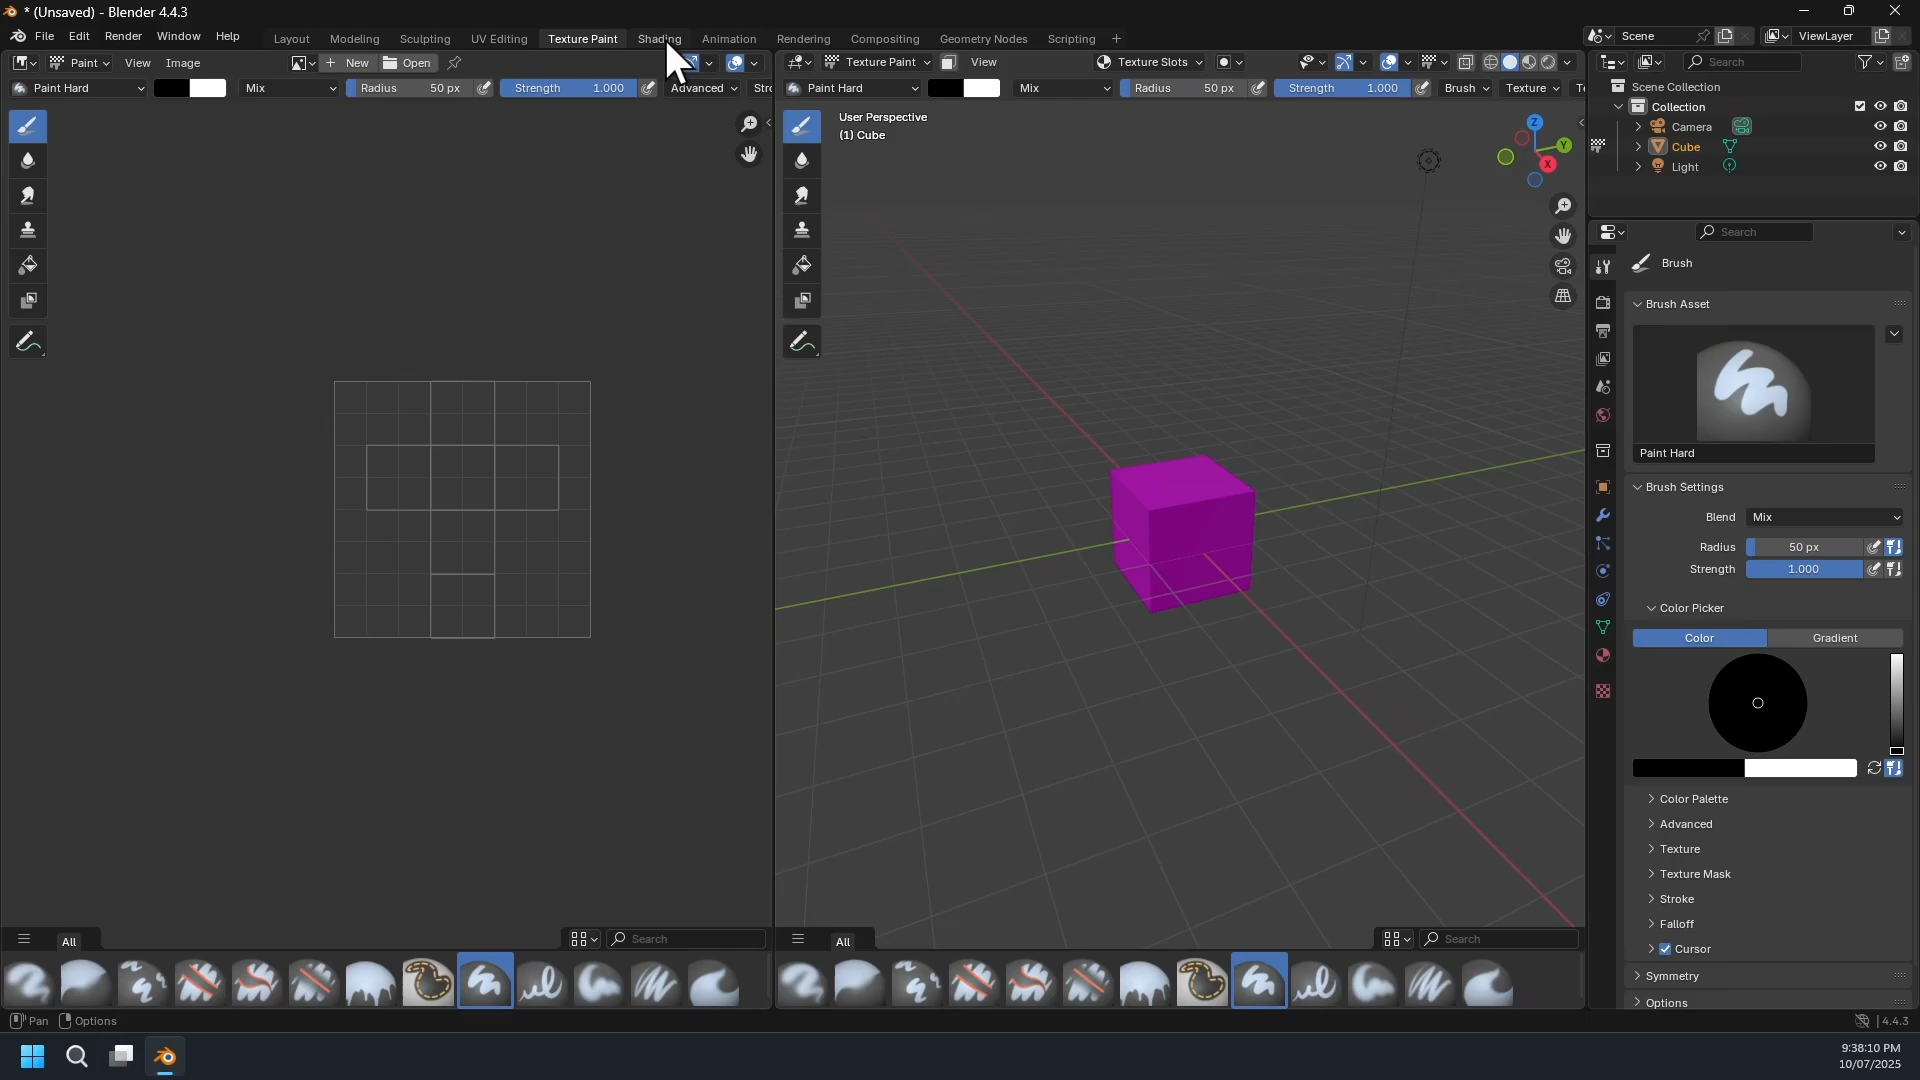 * (Unsaved) - Blender 4.4.3
File Edit Render Window Help Layout Modeling Sculpting UV Editing Texture Paint Shading Animation Rendering Compositing Geometry Nodes Scripting + Scene ViewLayer
Paint View Image New Open Texture Paint View Texture Slots Search
Paint Hard Mix Radius 50 px Strength 1.000 Advanced Str Paint Hard Mix Radius 50 px Strength 1.000 Brush Texture Te
Scene Collection
Collection
Camera
Cube
Light
User Perspective
(1) Cube
Z
Y
X
Search
Brush
Brush Asset
Paint Hard
Brush Settings
Blend Mix
Radius 50 px
Strength 1.000
Color Picker
Color Gradient
Color Palette
Advanced
Texture
Texture Mask
Stroke
Falloff
Cursor
Symmetry
Options
All Search All Search
Pan Options 4.4.3
9:38:10 PM
10/07/2025